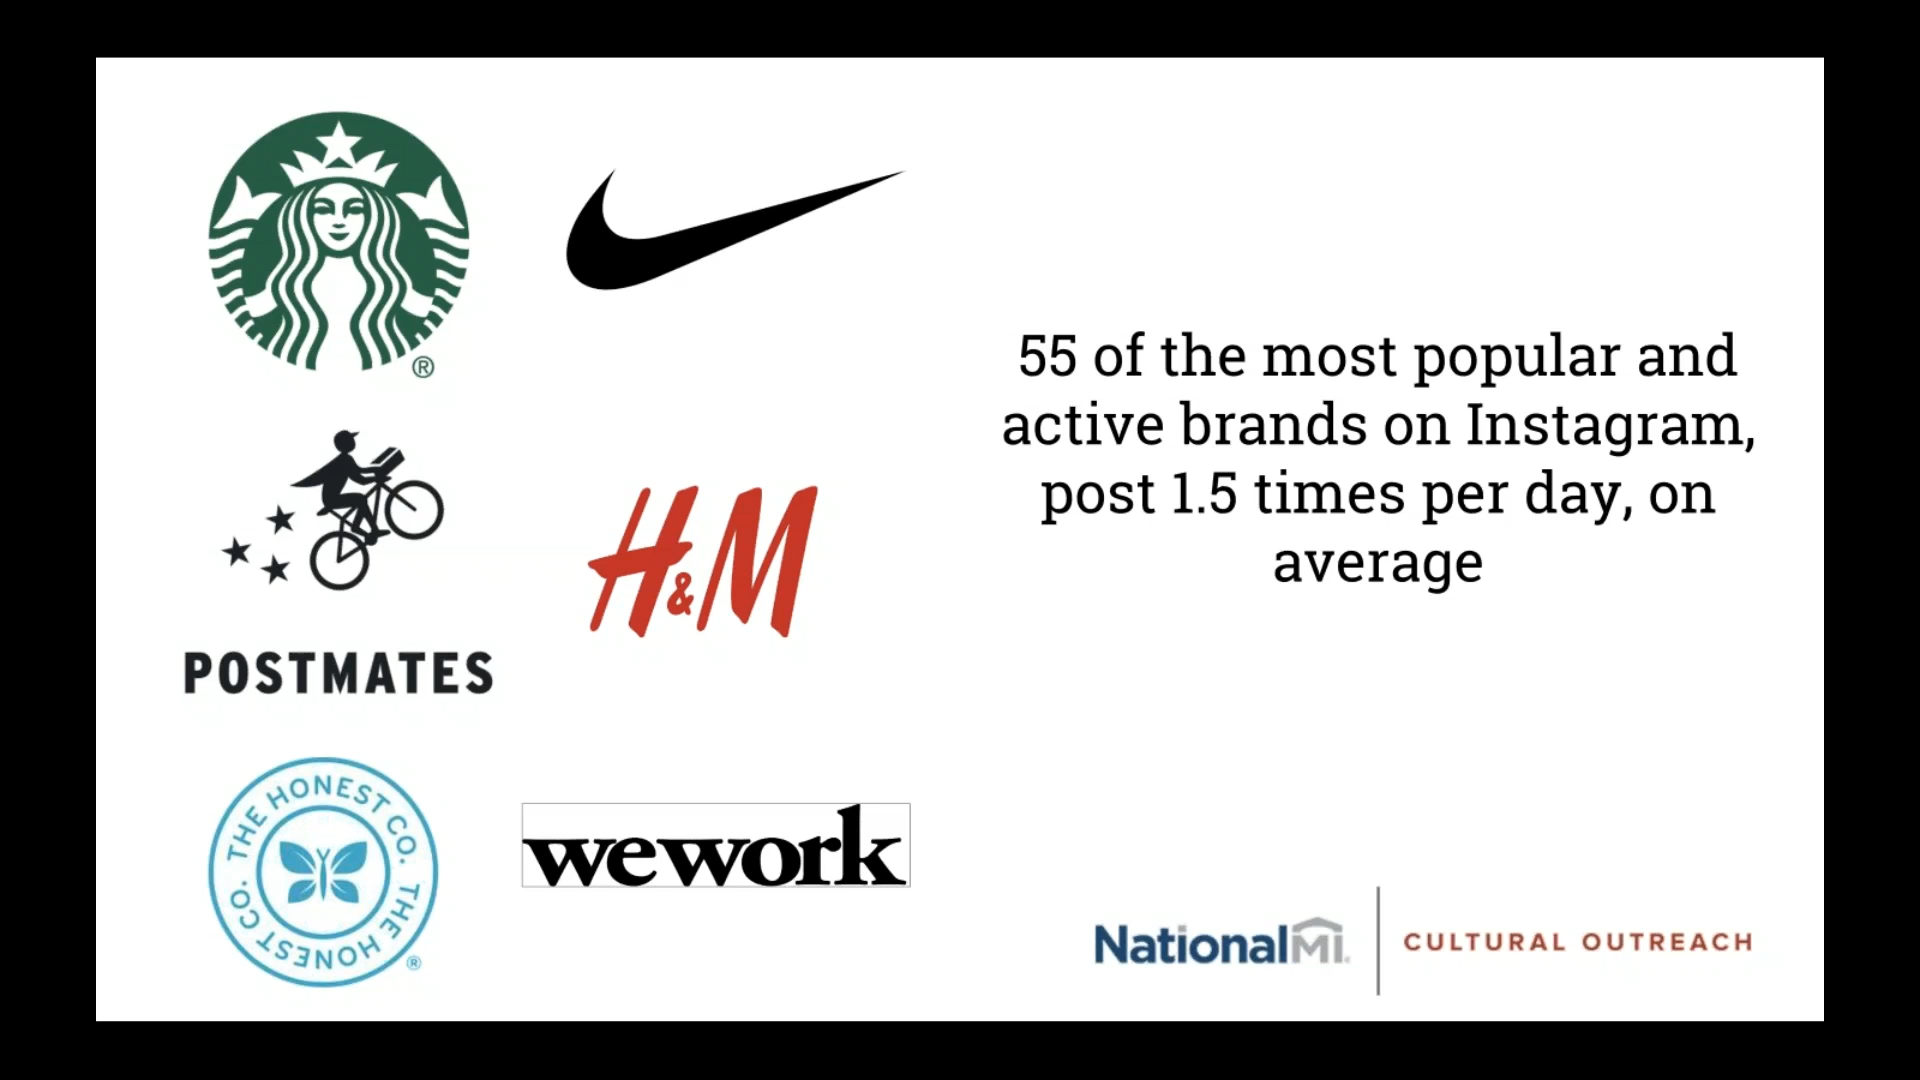 ®
POSTMATES
H&M
THE HONEST CO. THE HONEST CO.
®
wework
55 of the most popular and
active brands on Instagram,
post 1.5 times per day, on
average
NationalMI.
CULTURAL OUTREACH